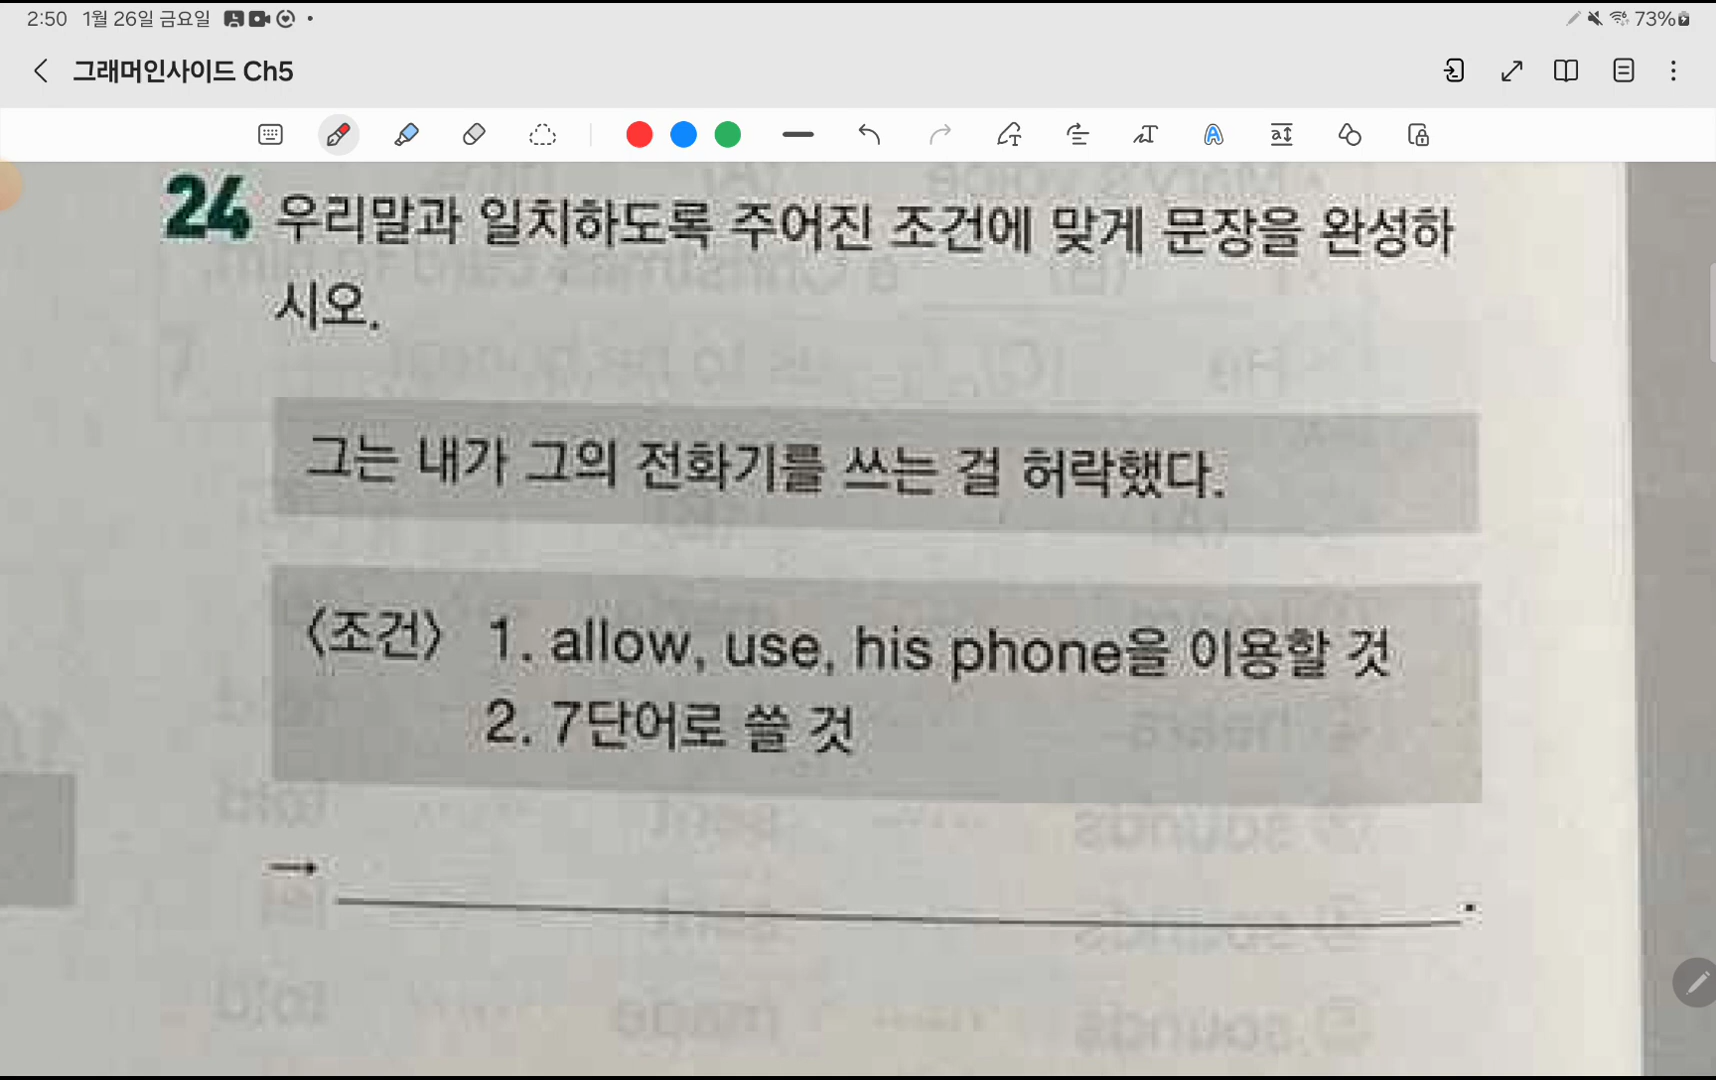 2:50 1월 26일 금요일
73%
그래머인사이드 Ch5
24 우리말과 일치하도록 주어진 조건에 맞게 문장을 완성하
시오.
그는 내가 그의 전화기를 쓰는 걸 허락했다.
〈조건〉 1. allow, use, his phone을 이용할 것
2. 7단어로 쓸 것
→ .